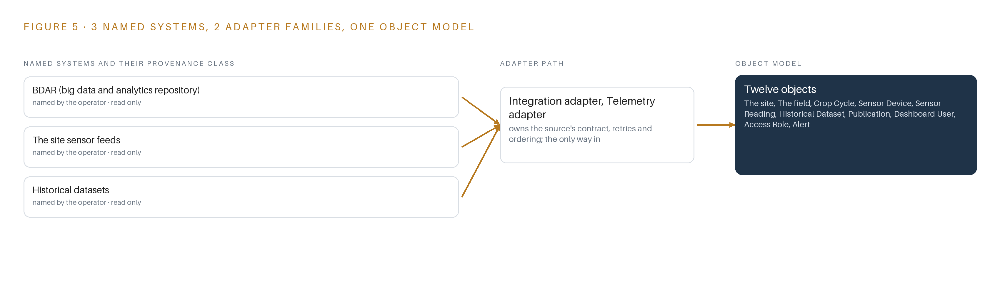 FIGURE 5 · 3 NAMED SYSTEMS, 2 ADAPTER FAMILIES, ONE OBJECT MODEL
NAMED SYSTEMS AND THEIR PROVENANCE CLASS
BDAR (big data and analytics repository)
named by the operator · read only
The site sensor feeds
named by the operator · read only
Historical datasets
named by the operator · read only
ADAPTER PATH
Integration adapter, Telemetry
adapter
owns the source's contract, retries and
ordering; the only way in
OBJECT MODEL
Twelve objects
The site, The field, Crop Cycle, Sensor Device, Sensor
Reading, Historical Dataset, Publication, Dashboard User,
Access Role, Alert